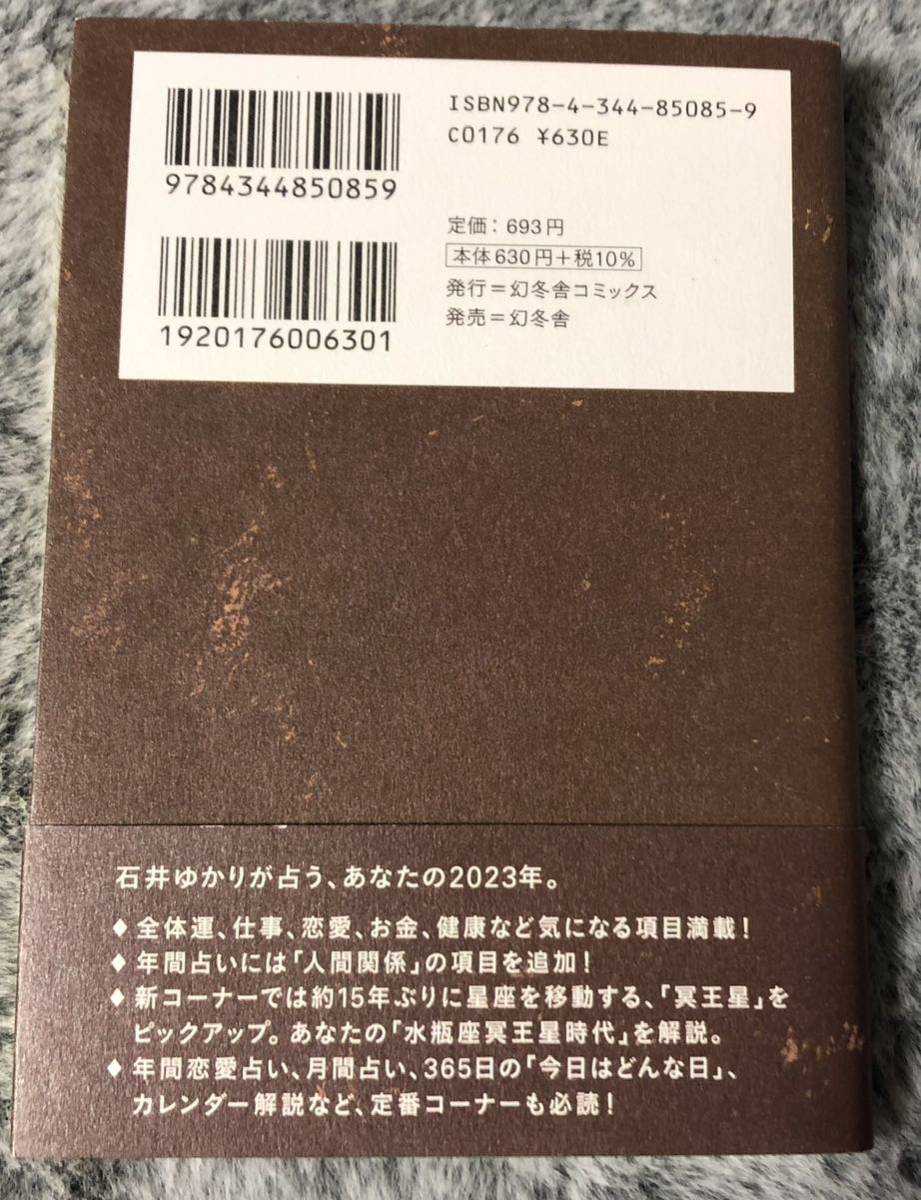 ISBN978-4-344-85085-9
C0176 ¥630E
9784344850859
定価：693円
本体630円＋税10%
発行＝幻冬舎コミックス
発売＝幻冬舎
1920176006301
石井ゆかりが占う、あなたの2023年。
◆全体運、仕事、恋愛、お金、健康など気になる項目満載！
◆年間占いには「人間関係」の項目を追加！
◆新コーナーでは約15年ぶりに星座を移動する、「冥王星」を
ピックアップ。あなたの「水瓶座冥王星時代」を解説。
◆年間恋愛占い、月間占い、365日の「今日はどんな日」、
カレンダー解説など、定番コーナーも必読！